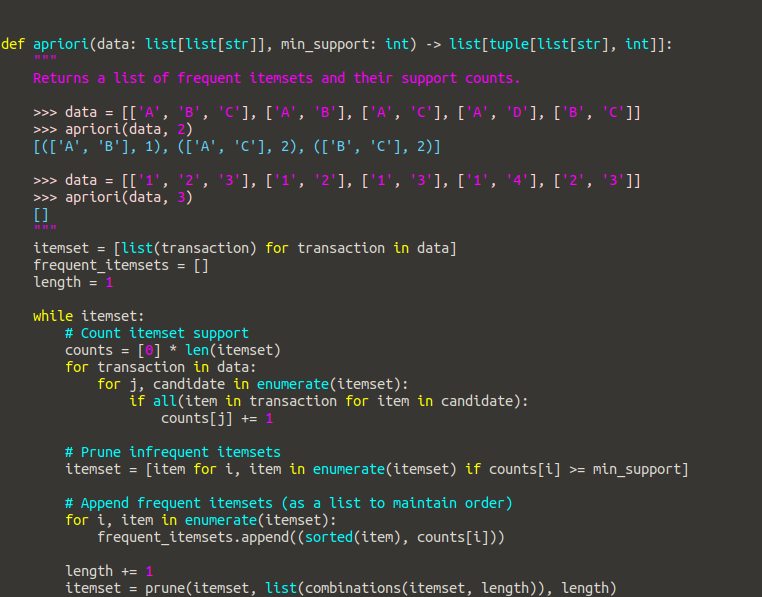 def apriori(data: list[list[str]], min_support: int) -> list[tuple[list[str], int]]:
    """
    Returns a list of frequent itemsets and their support counts.

    >>> data = [['A', 'B', 'C'], ['A', 'B'], ['A', 'C'], ['A', 'D'], ['B', 'C']]
    >>> apriori(data, 2)
    [(['A', 'B'], 1), (['A', 'C'], 2), (['B', 'C'], 2)]

    >>> data = [['1', '2', '3'], ['1', '2'], ['1', '3'], ['1', '4'], ['2', '3']]
    >>> apriori(data, 3)
    []
    """
    itemset = [list(transaction) for transaction in data]
    frequent_itemsets = []
    length = 1

    while itemset:
        # Count itemset support
        counts = [0] * len(itemset)
        for transaction in data:
            for j, candidate in enumerate(itemset):
                if all(item in transaction for item in candidate):
                    counts[j] += 1

        # Prune infrequent itemsets
        itemset = [item for i, item in enumerate(itemset) if counts[i] >= min_support]

        # Append frequent itemsets (as a list to maintain order)
        for i, item in enumerate(itemset):
            frequent_itemsets.append((sorted(item), counts[i]))

        length += 1
        itemset = prune(itemset, list(combinations(itemset, length)), length)